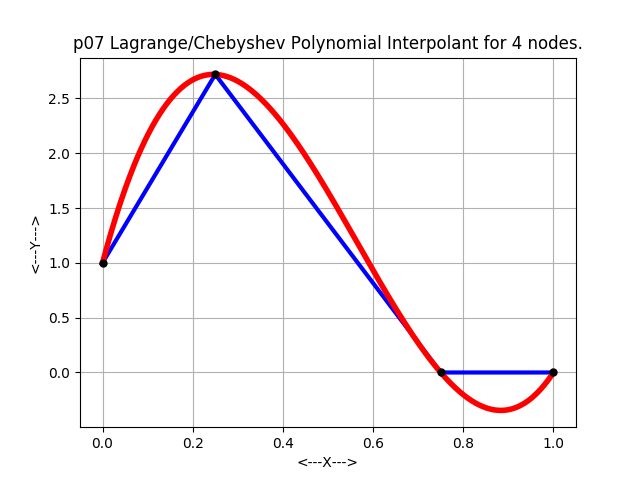 p07 Lagrange/Chebyshev Polynomial Interpolant for 4 nodes.
2.5
2.0
1.5
1.0
0.5
0.0
<---Y--->
0.0 0.2 0.4 0.6 0.8 1.0
<---X--->